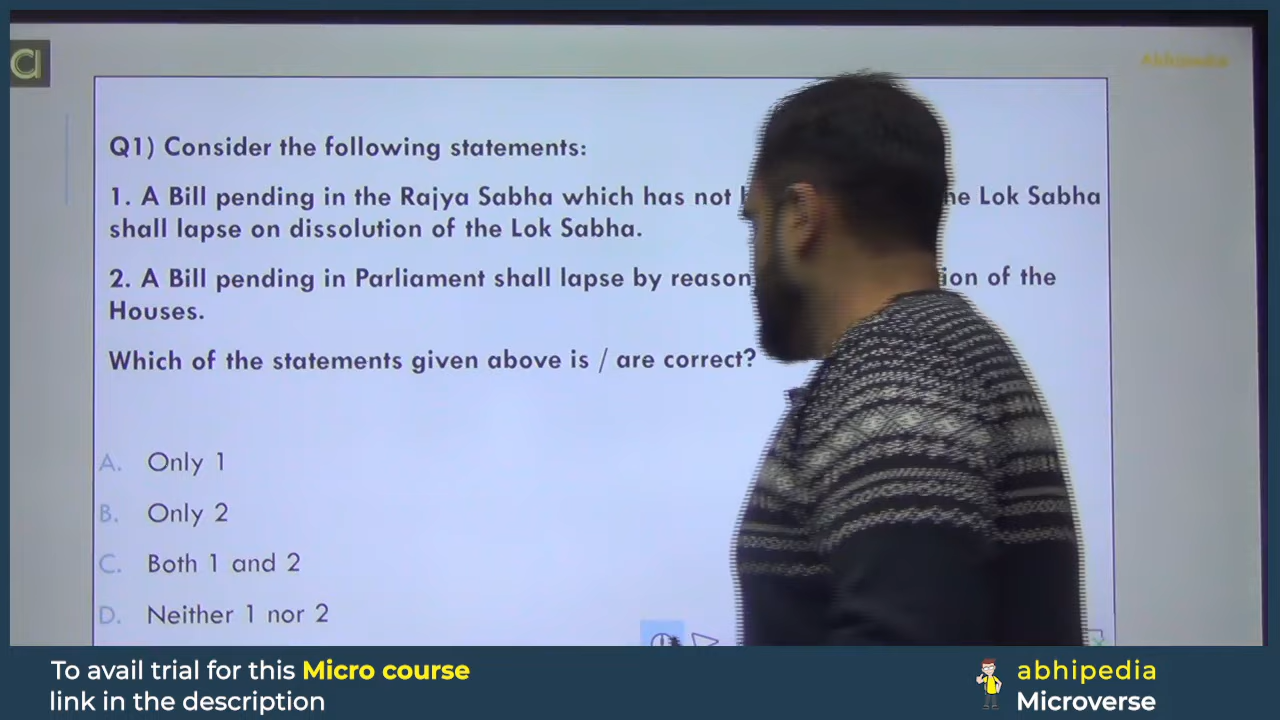 a
Abhipedia
Q1) Consider the following statements:
1. A Bill pending in the Rajya Sabha which has not Lok Sabha
shall lapse on dissolution of the Lok Sabha.
2. A Bill pending in Parliament shall lapse by reason of the
Houses.
Which of the statements given above is / are correct?
A. Only 1
B. Only 2
C. Both 1 and 2
D. Neither 1 nor 2
To avail trial for this Micro course
link in the description
abhipedia
Microverse